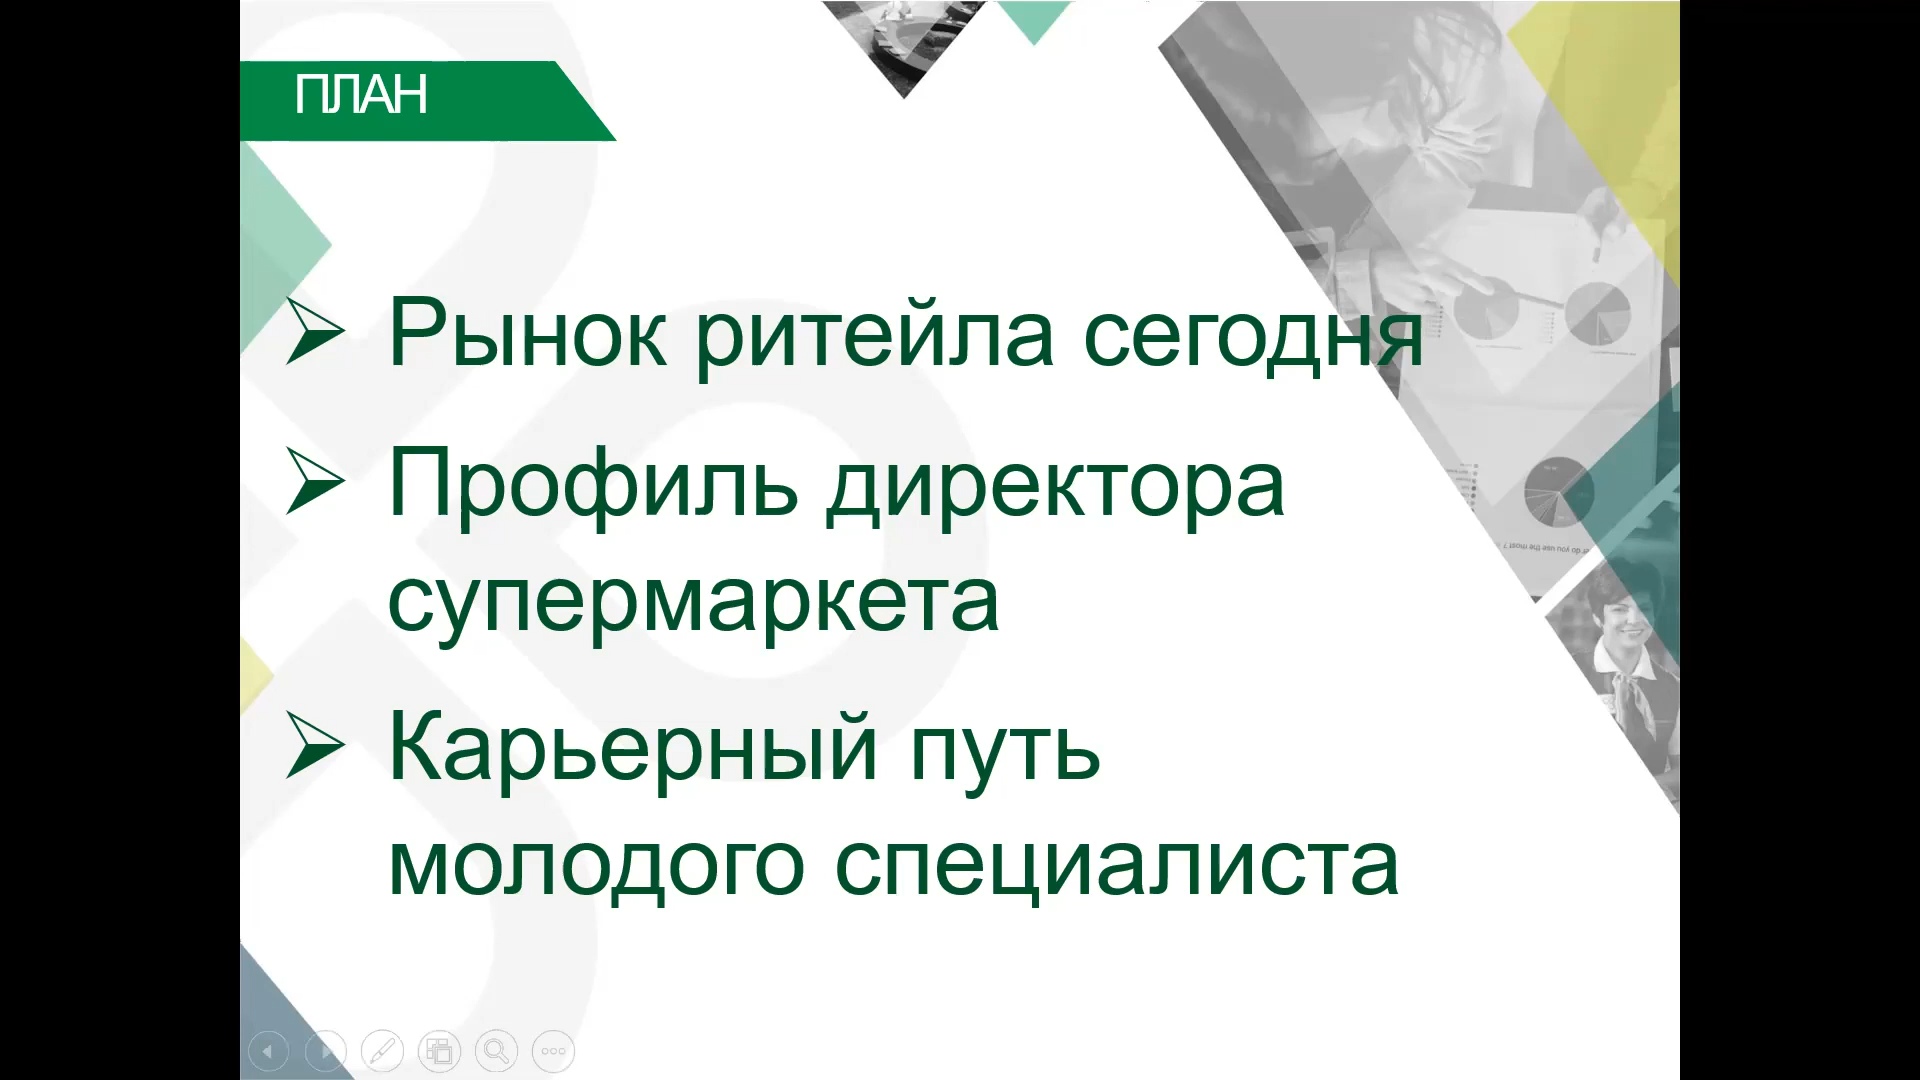 ПЛАН
Рынок ритейла сегодня
Профиль директора
супермаркета
Карьерный путь
молодого специалиста